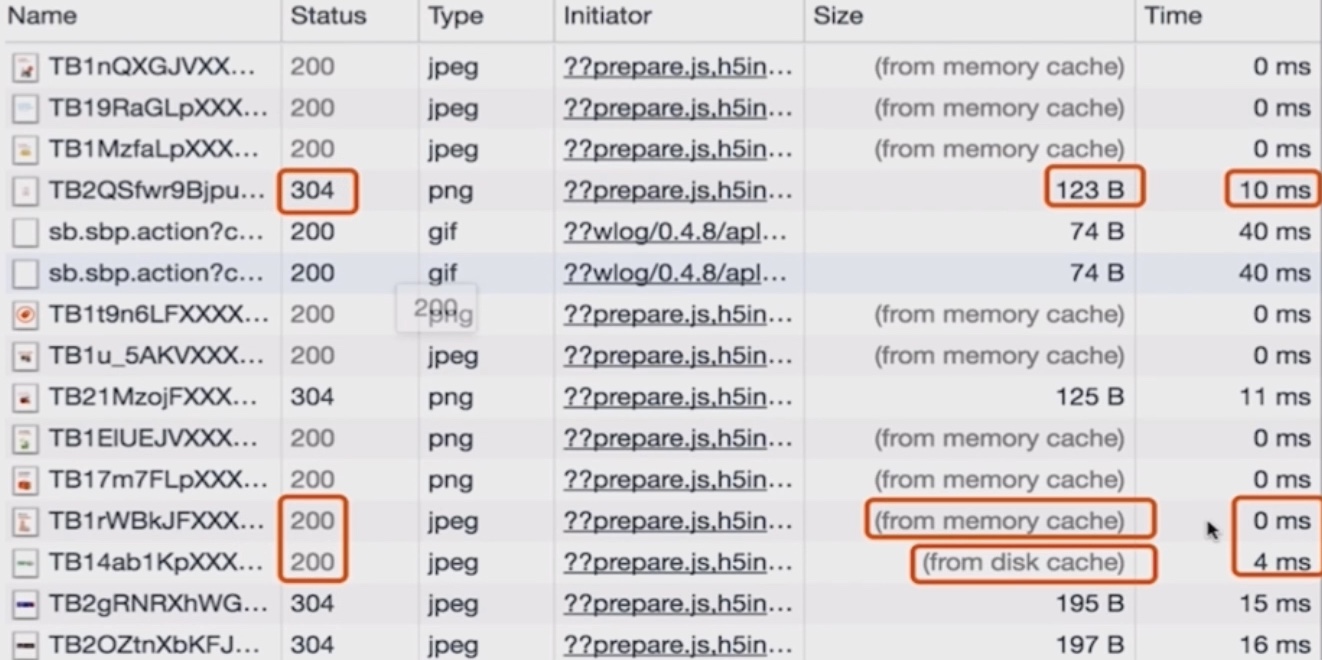 Name Status Type Initiator Size Time
TB1nQXGJVXX... 200 jpeg ??prepare.js,h5in... (from memory cache) 0 ms
TB19RaGLpXXX... 200 jpeg ??prepare.js,h5in... (from memory cache) 0 ms
TB1MzfaLpXXX... 200 jpeg ??prepare.js,h5in... (from memory cache) 0 ms
TB2QSfwr9Bjpu... 304 png ??prepare.js,h5in... 123 B 10 ms
sb.sbp.action?c... 200 gif ??wlog/0.4.8/apl... 74 B 40 ms
sb.sbp.action?c... 200 gif ??wlog/0.4.8/apl... 74 B 40 ms
200
TB1t9n6LFXXXX... 200 png ??prepare.js,h5in... (from memory cache) 0 ms
TB1u_5AKVXXX... 200 jpeg ??prepare.js,h5in... (from memory cache) 0 ms
TB21MzojFXXX... 304 png ??prepare.js,h5in... 125 B 11 ms
TB1ElUEJVXXX... 200 png ??prepare.js,h5in... (from memory cache) 0 ms
TB17m7FLpXXX... 200 png ??prepare.js,h5in... (from memory cache) 0 ms
TB1rWBkJFXXX... 200 jpeg ??prepare.js,h5in... (from memory cache) 0 ms
TB14ab1KpXXX... 200 jpeg ??prepare.js,h5in... (from disk cache) 4 ms
TB2gRNRXhWG... 304 jpeg ??prepare.js,h5in... 195 B 15 ms
TB2OZtnXbKFJ... 304 jpeg ??prepare.js,h5in... 197 B 16 ms